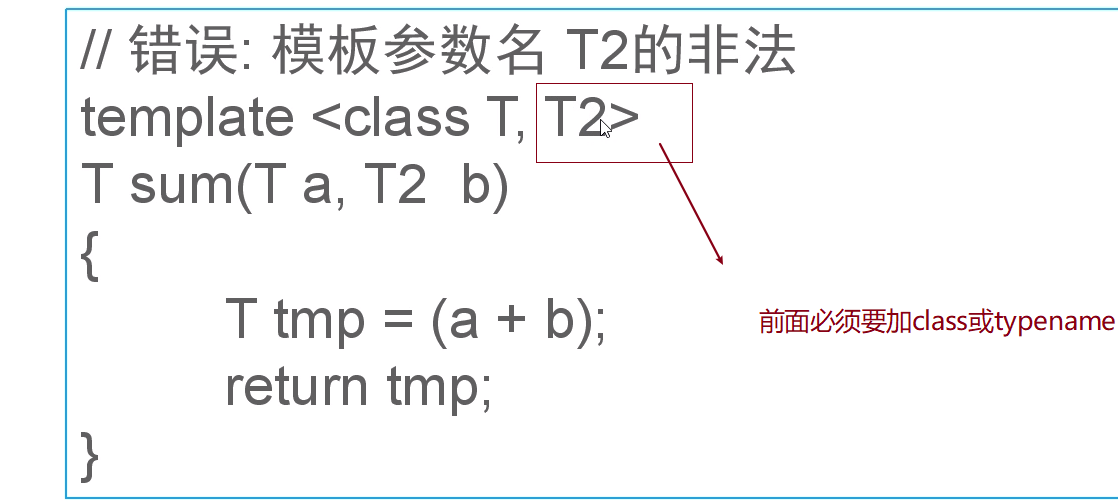 // 错误: 模板参数名 T2的非法
template <class T, T2>
T sum(T a, T2  b)
{
T tmp = (a + b);
前面必须要加class或typename
return tmp;
}